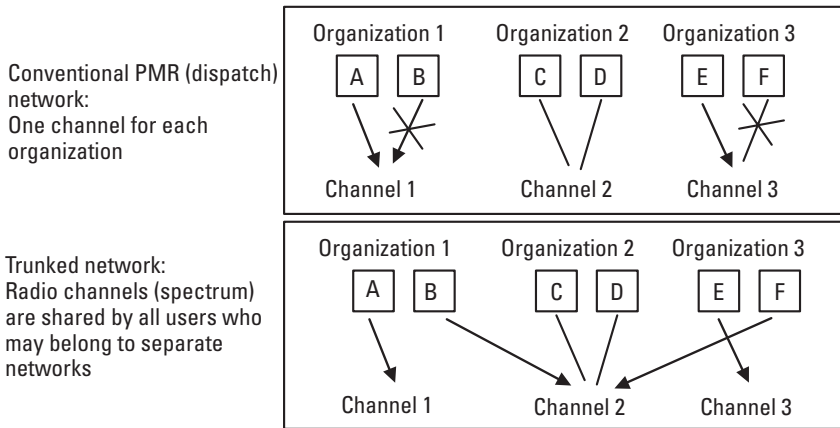 Conventional PMR (dispatch)
network:
One channel for each
organization
Organization 1 Organization 2 Organization 3
A B C D E F
Channel 1 Channel 2 Channel 3
Trunked network:
Radio channels (spectrum)
are shared by all users who
may belong to separate
networks
Organization 1 Organization 2 Organization 3
A B C D E F
Channel 1 Channel 2 Channel 3